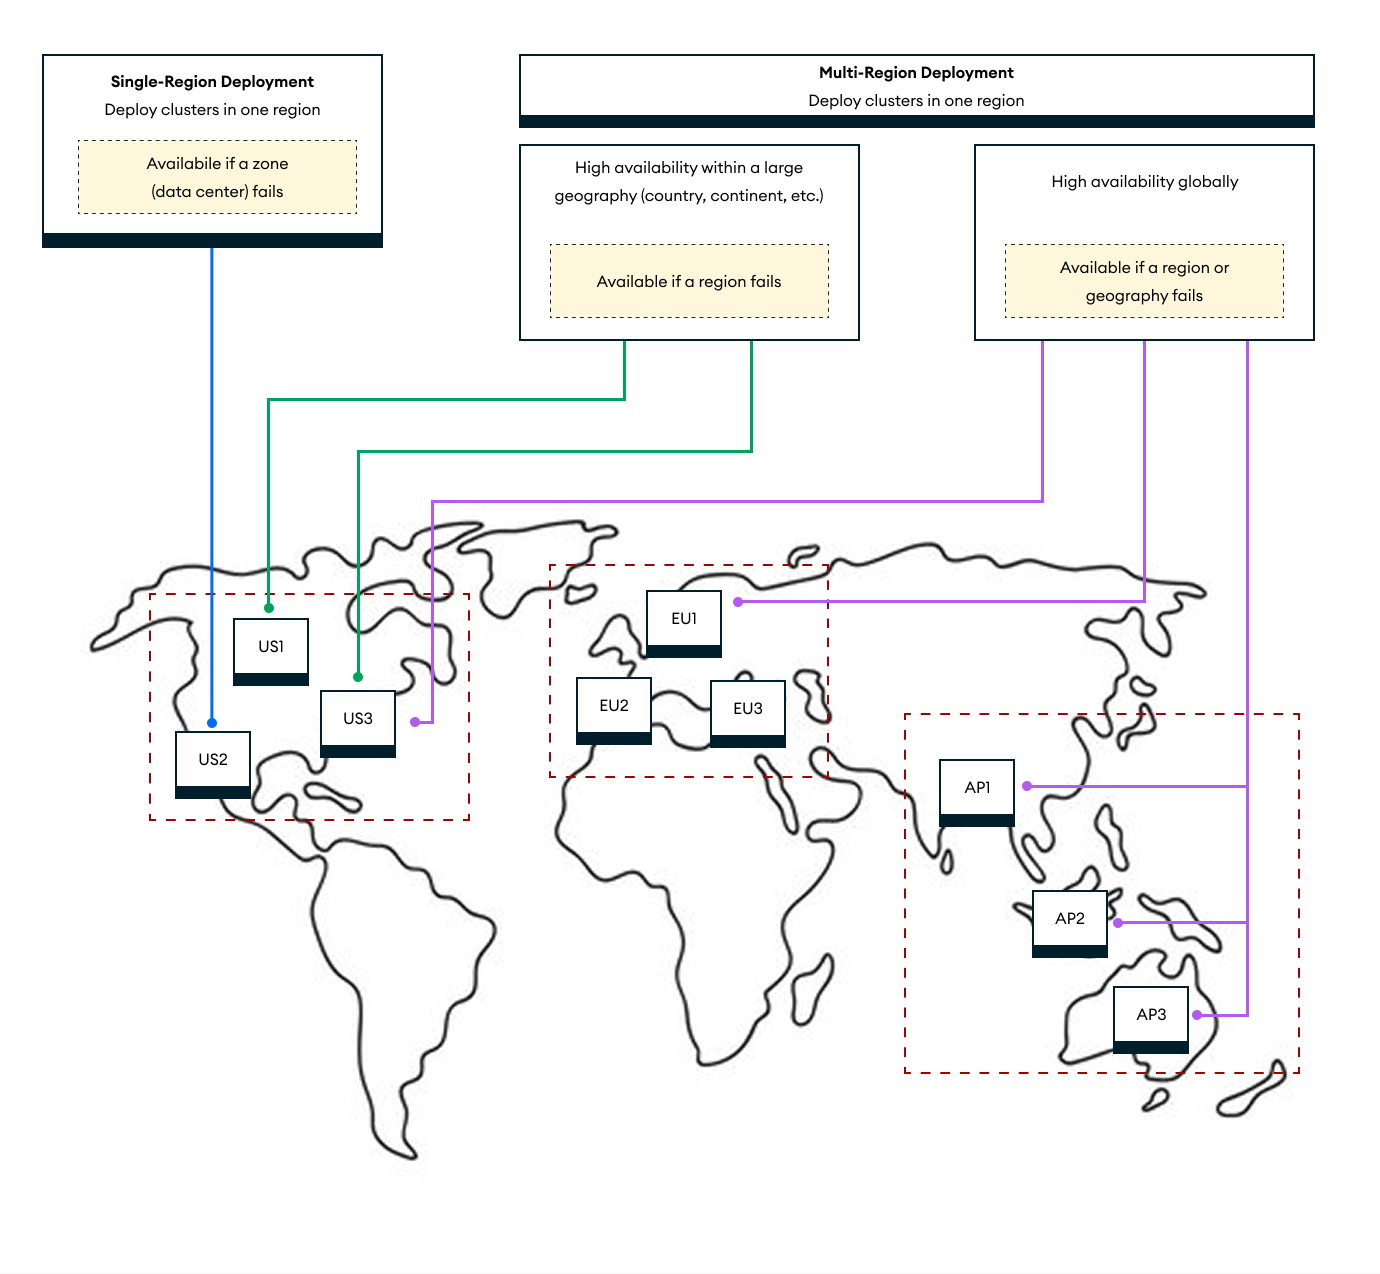 Single-Region Deployment
Deploy clusters in one region
Availabile if a zone
(data center) fails
Multi-Region Deployment
Deploy clusters in one region
High availability within a large
geography (country, continent, etc.)
Available if a region fails
High availability globally
Available if a region or
geography fails
US1
US3
US2
EU1
EU2
EU3
AP1
AP2
AP3